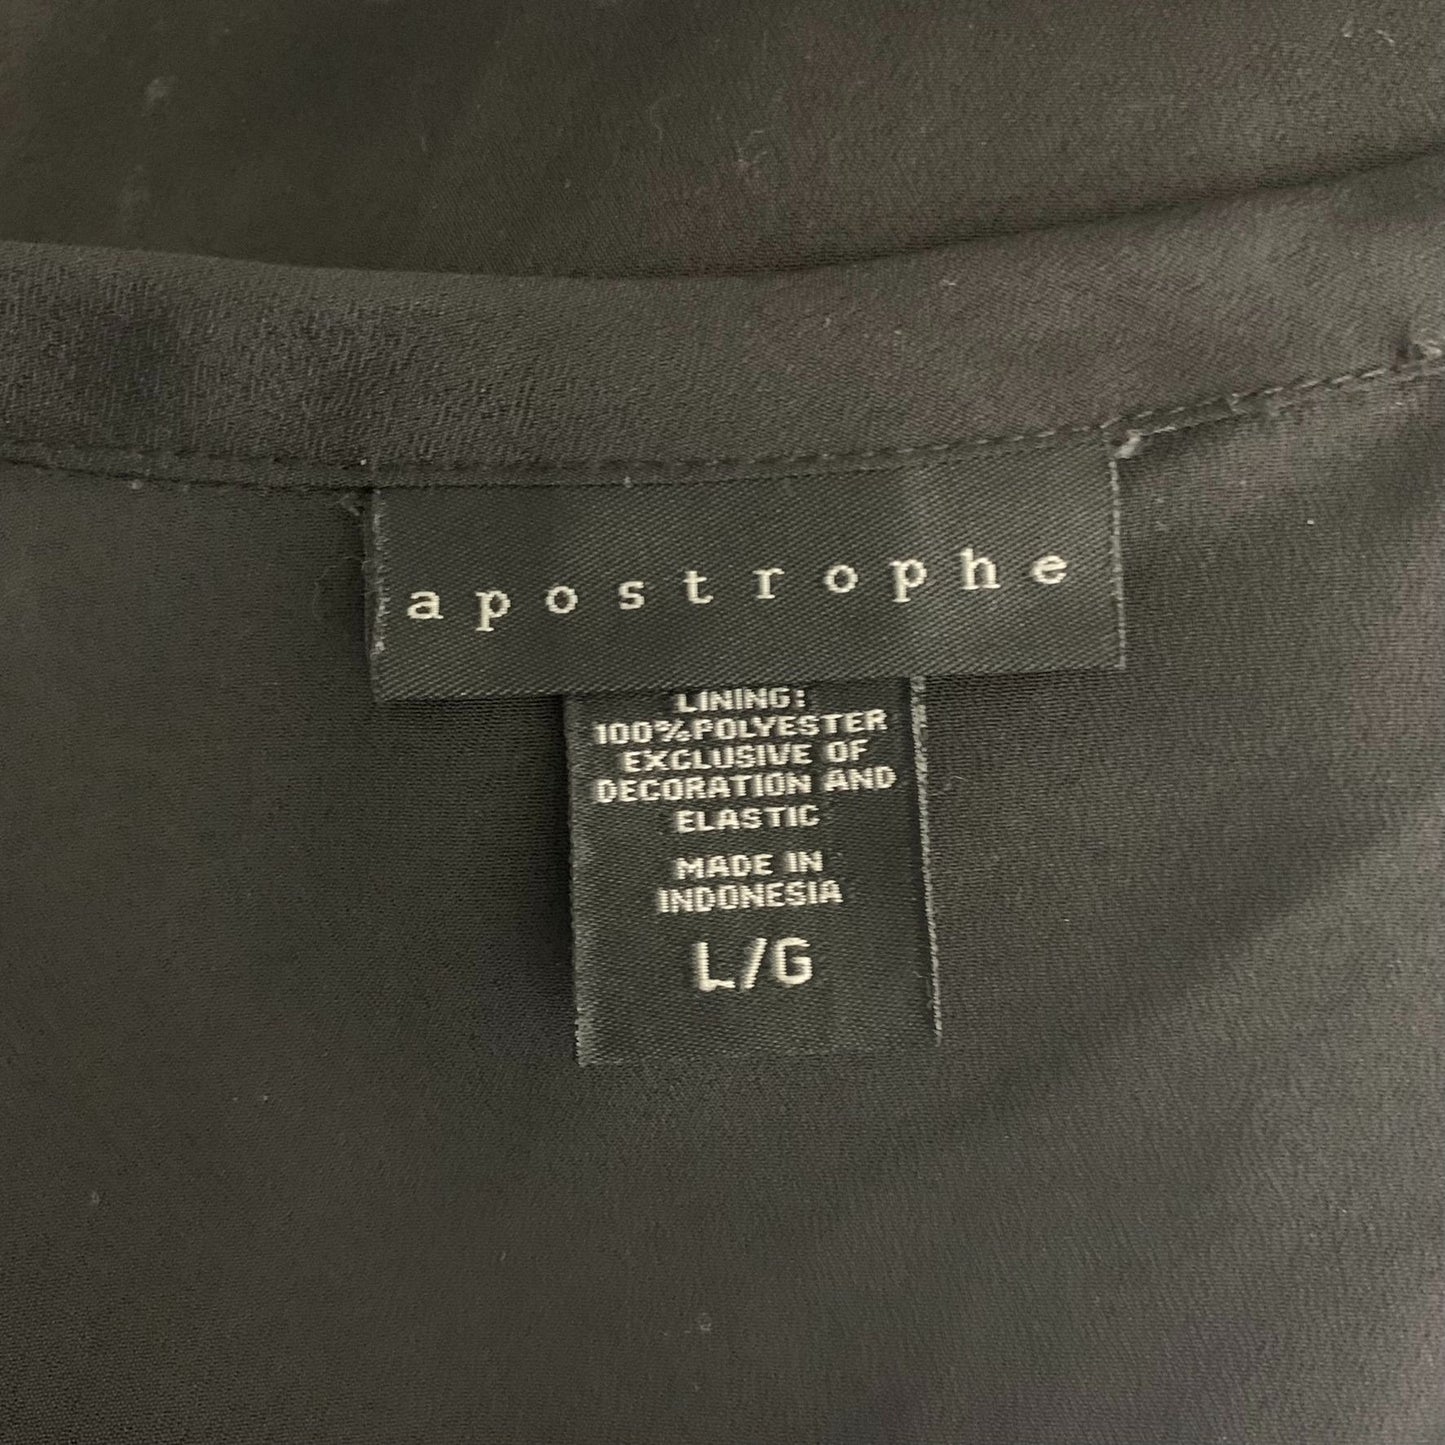 apostrophe
LINING:
100%POLYESTER
EXCLUSIVE OF
DECORATION AND
ELASTIC
MADE IN
INDONESIA
L/G